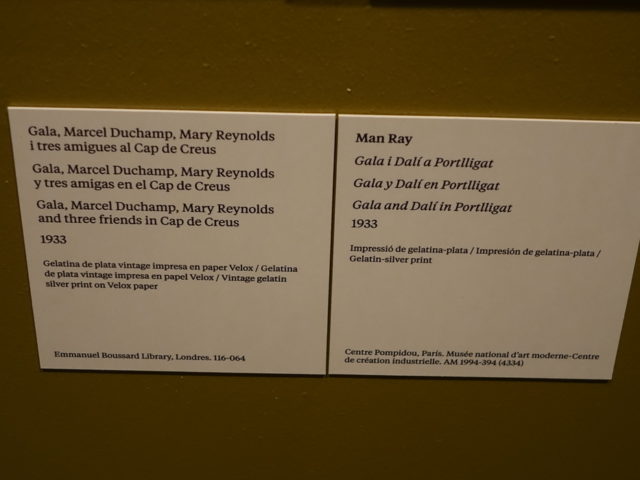 Gala, Marcel Duchamp, Mary Reynolds
i tres amigues al Cap de Creus
Gala, Marcel Duchamp, Mary Reynolds
y tres amigas en el Cap de Creus
Gala, Marcel Duchamp, Mary Reynolds
and three friends in Cap de Creus
1933
Gelatina de plata vintage impresa en paper Velox / Gelatina
de plata vintage impresa en papel Velox / Vintage gelatin
silver print on Velox paper
Emmanuel Boussard Library, Londres. 116-064
Man Ray
Gala i Dalí a Portlligat
Gala y Dalí en Portlligat
Gala and Dalí in Portlligat
1933
Impressió de gelatina-plata / Impresión de gelatina-plata /
Gelatin-silver print
Centre Pompidou, Paris. Musée national d'art moderne-Centre
de création industrielle. AM 1994-394 (4334)